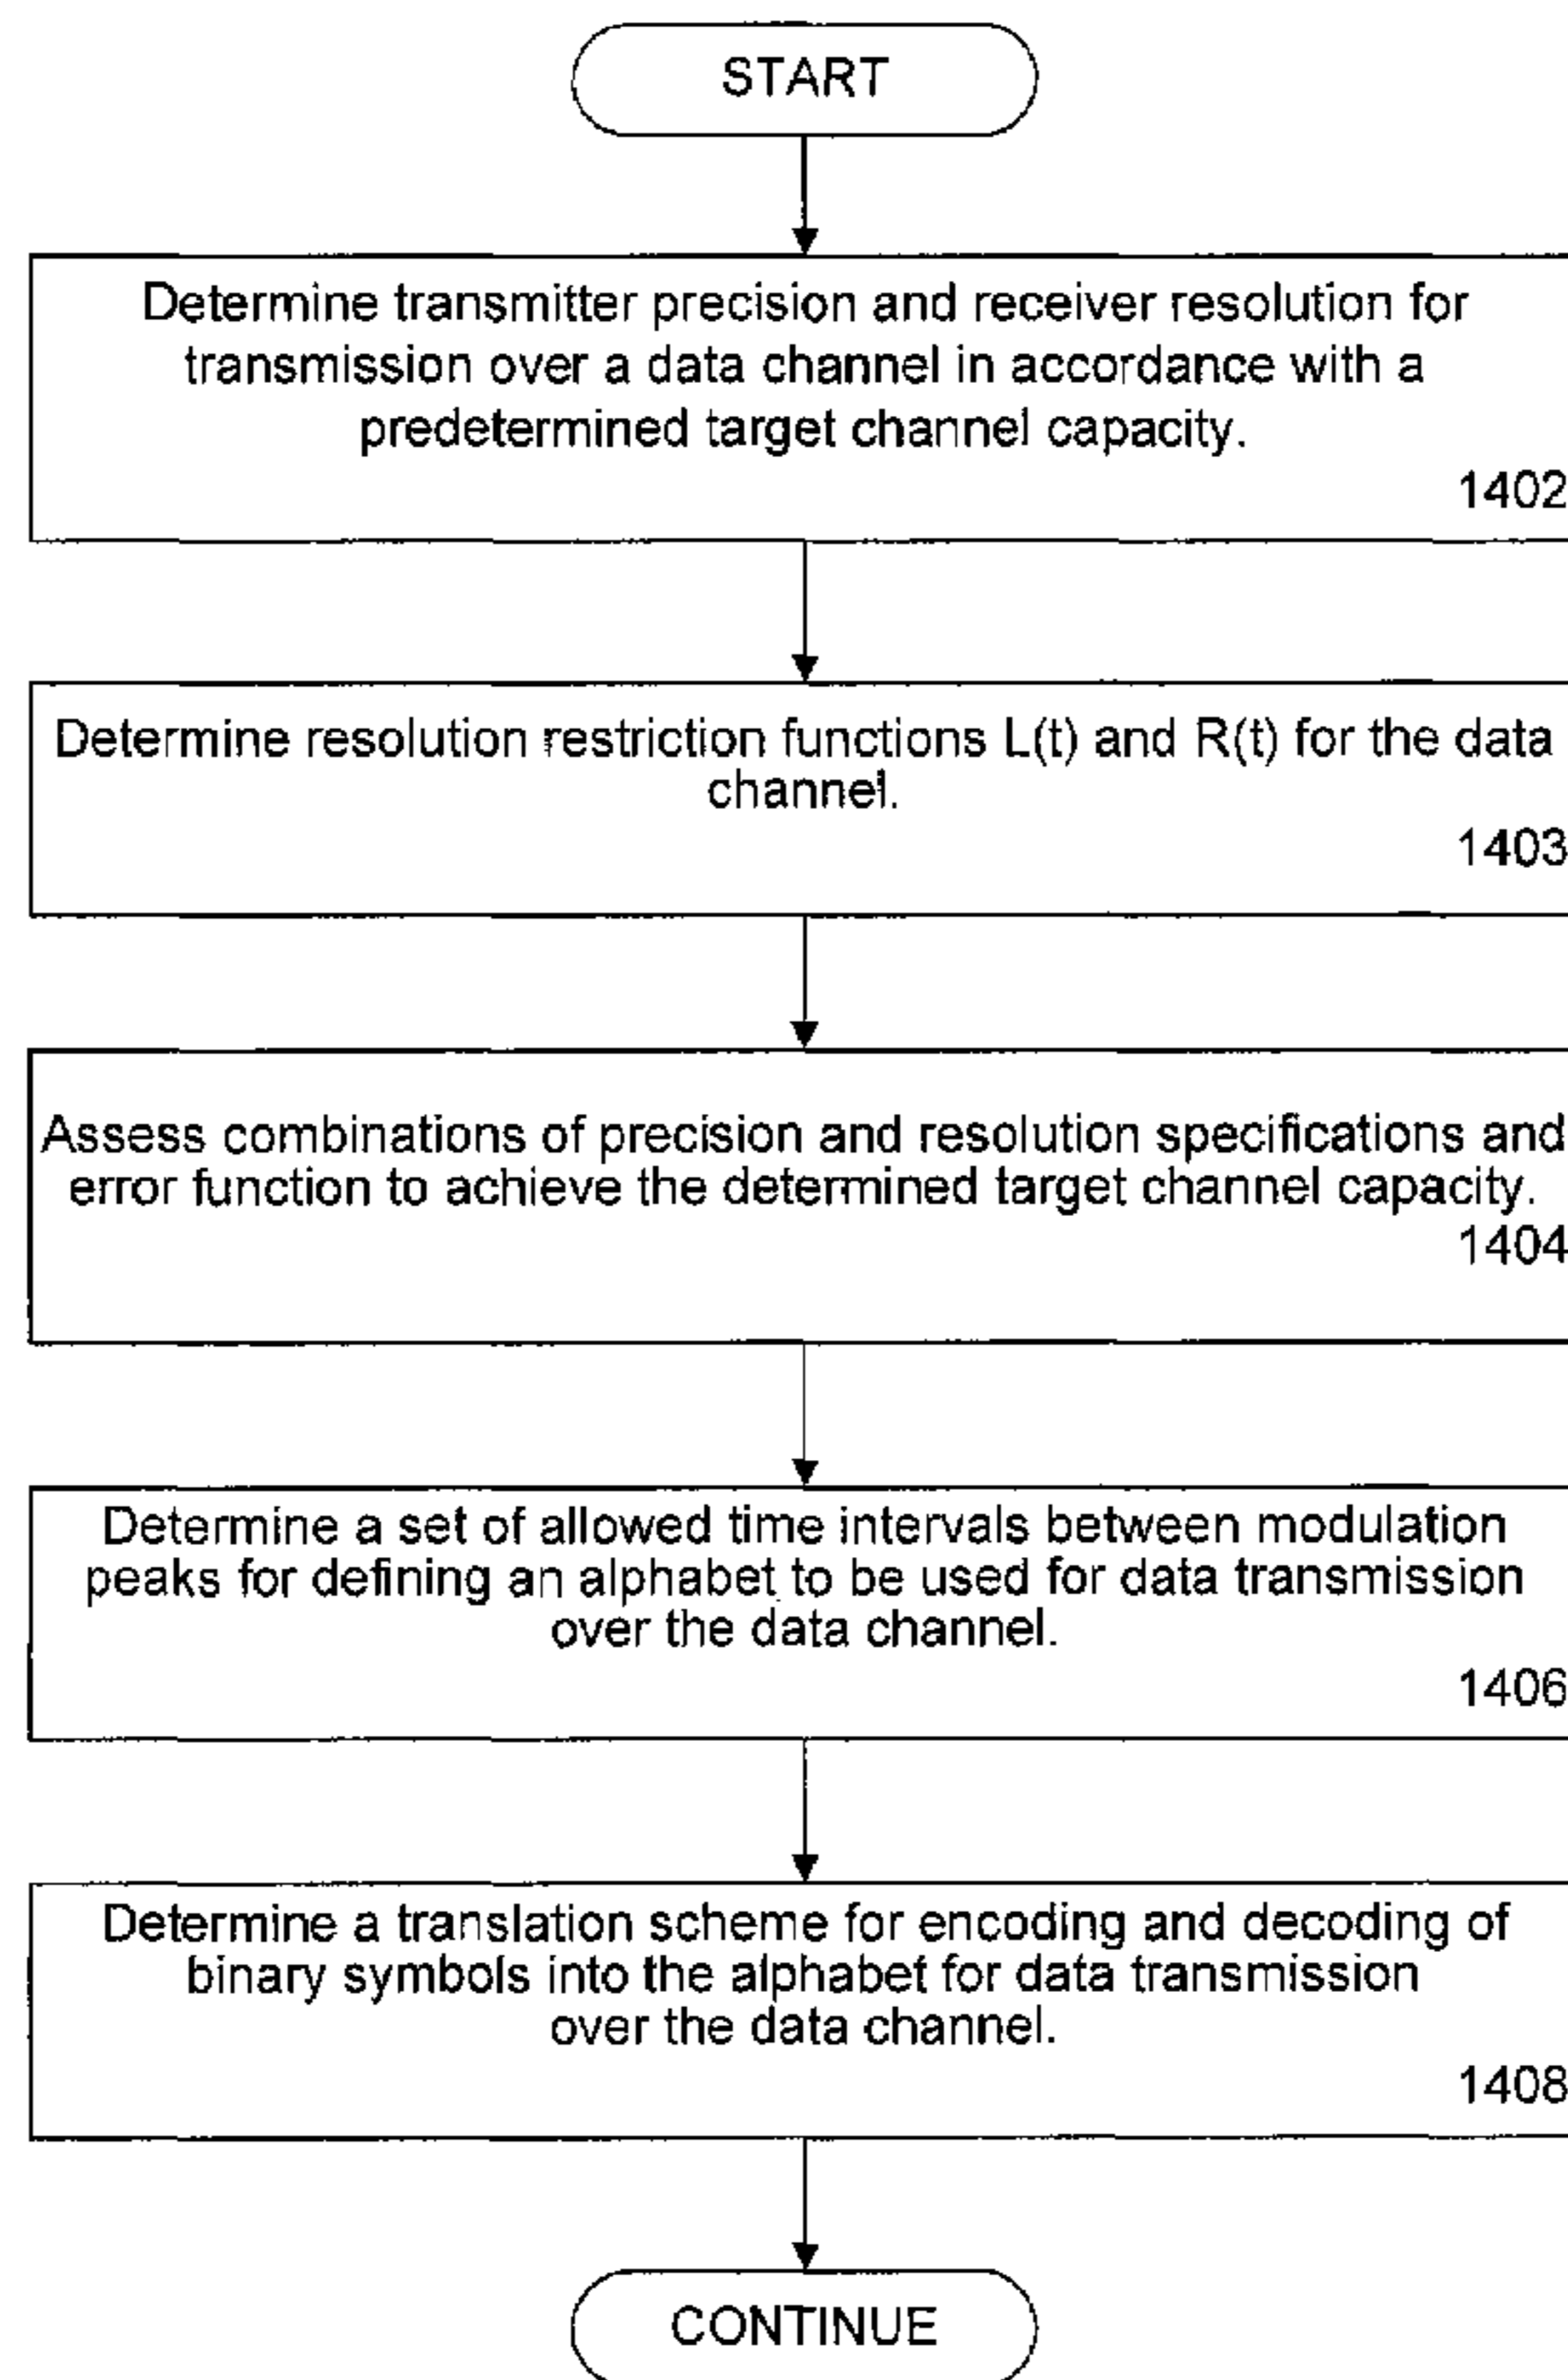 START
Determine transmitter precision and receiver resolution for
transmission over a data channel in accordance with a
predetermined target channel capacity.
1402
Determine resolution restriction functions L(t) and R(t) for the data
channel.
1403
Assess combinations of precision and resolution specifications and
error function to achieve the determined target channel capacity.
1404
Determine a set of allowed time intervals between modulation
peaks for defining an alphabet to be used for data transmission
over the data channel.
1406
Determine a translation scheme for encoding and decoding of
binary symbols into the alphabet for data transmission
over the data channel.
1408
CONTINUE